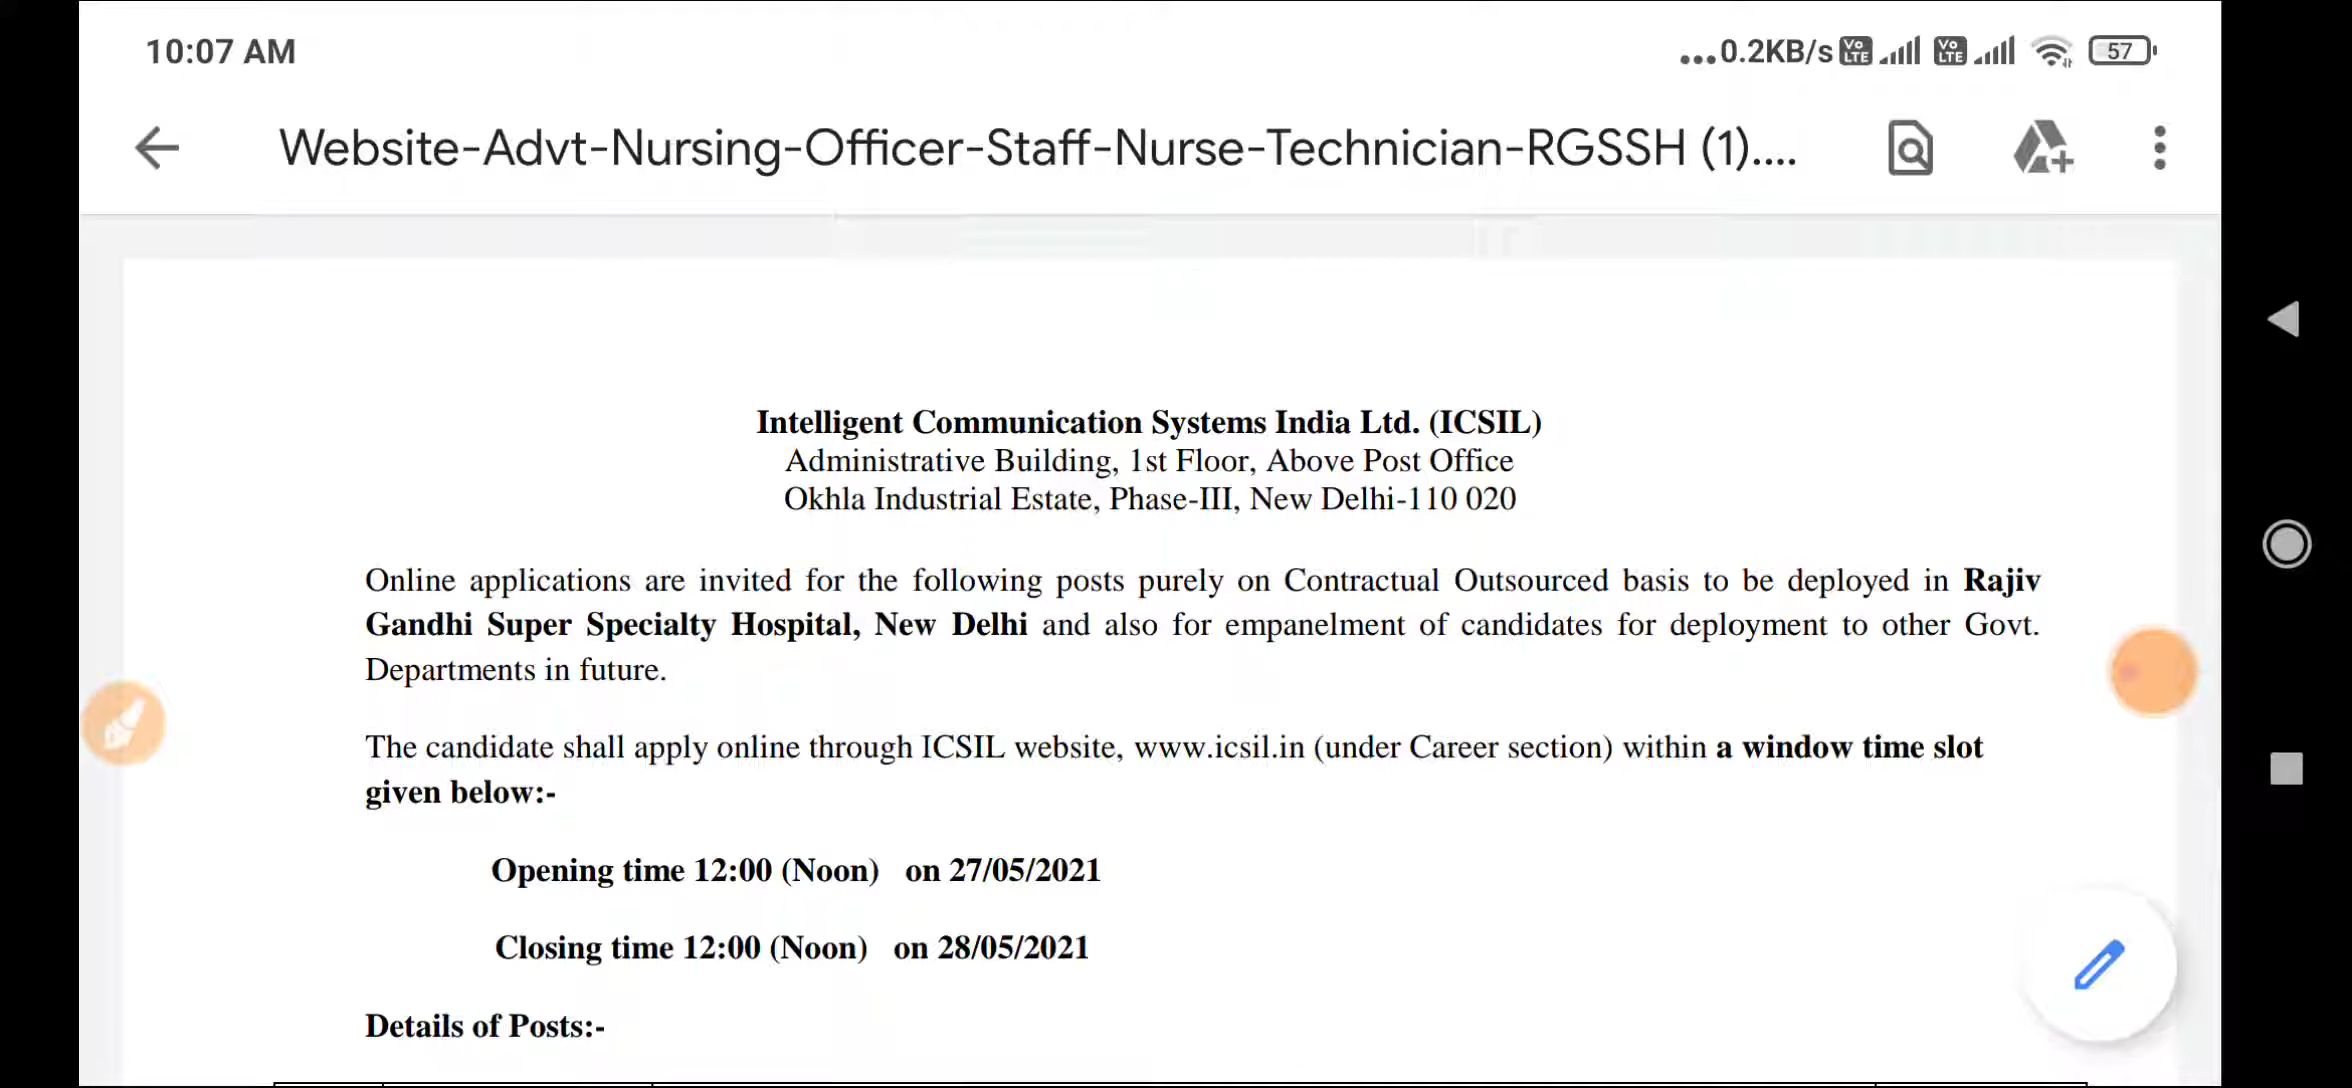 10:07 AM
...0.2KB/s Vo LTE Vo LTE 57
Website-Advt-Nursing-Officer-Staff-Nurse-Technician-RGSSH (1)....
Intelligent Communication Systems India Ltd. (ICSIL)
Administrative Building, 1st Floor, Above Post Office
Okhla Industrial Estate, Phase-III, New Delhi-110 020
Online applications are invited for the following posts purely on Contractual Outsourced basis to be deployed in Rajiv
Gandhi Super Specialty Hospital, New Delhi and also for empanelment of candidates for deployment to other Govt.
Departments in future.
The candidate shall apply online through ICSIL website, www.icsil.in (under Career section) within a window time slot
given below:-
Opening time 12:00 (Noon) on 27/05/2021
Closing time 12:00 (Noon) on 28/05/2021
Details of Posts:-